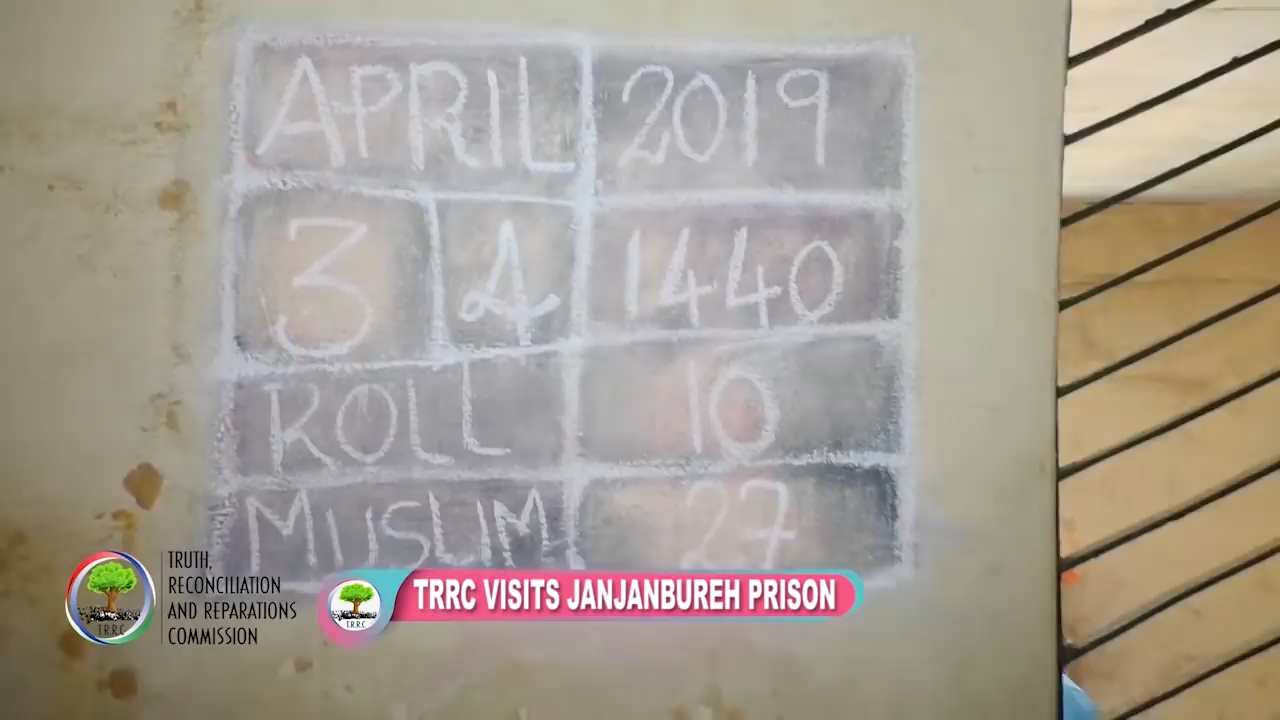 APRIL 2019
3 4 1440
ROLL 10
MUSLIM 27
TRUTH,
RECONCILIATION
AND REPARATIONS
COMMISSION
T.R.R.C
T.R.R.C
TRRC VISITS JANJANBUREH PRISON